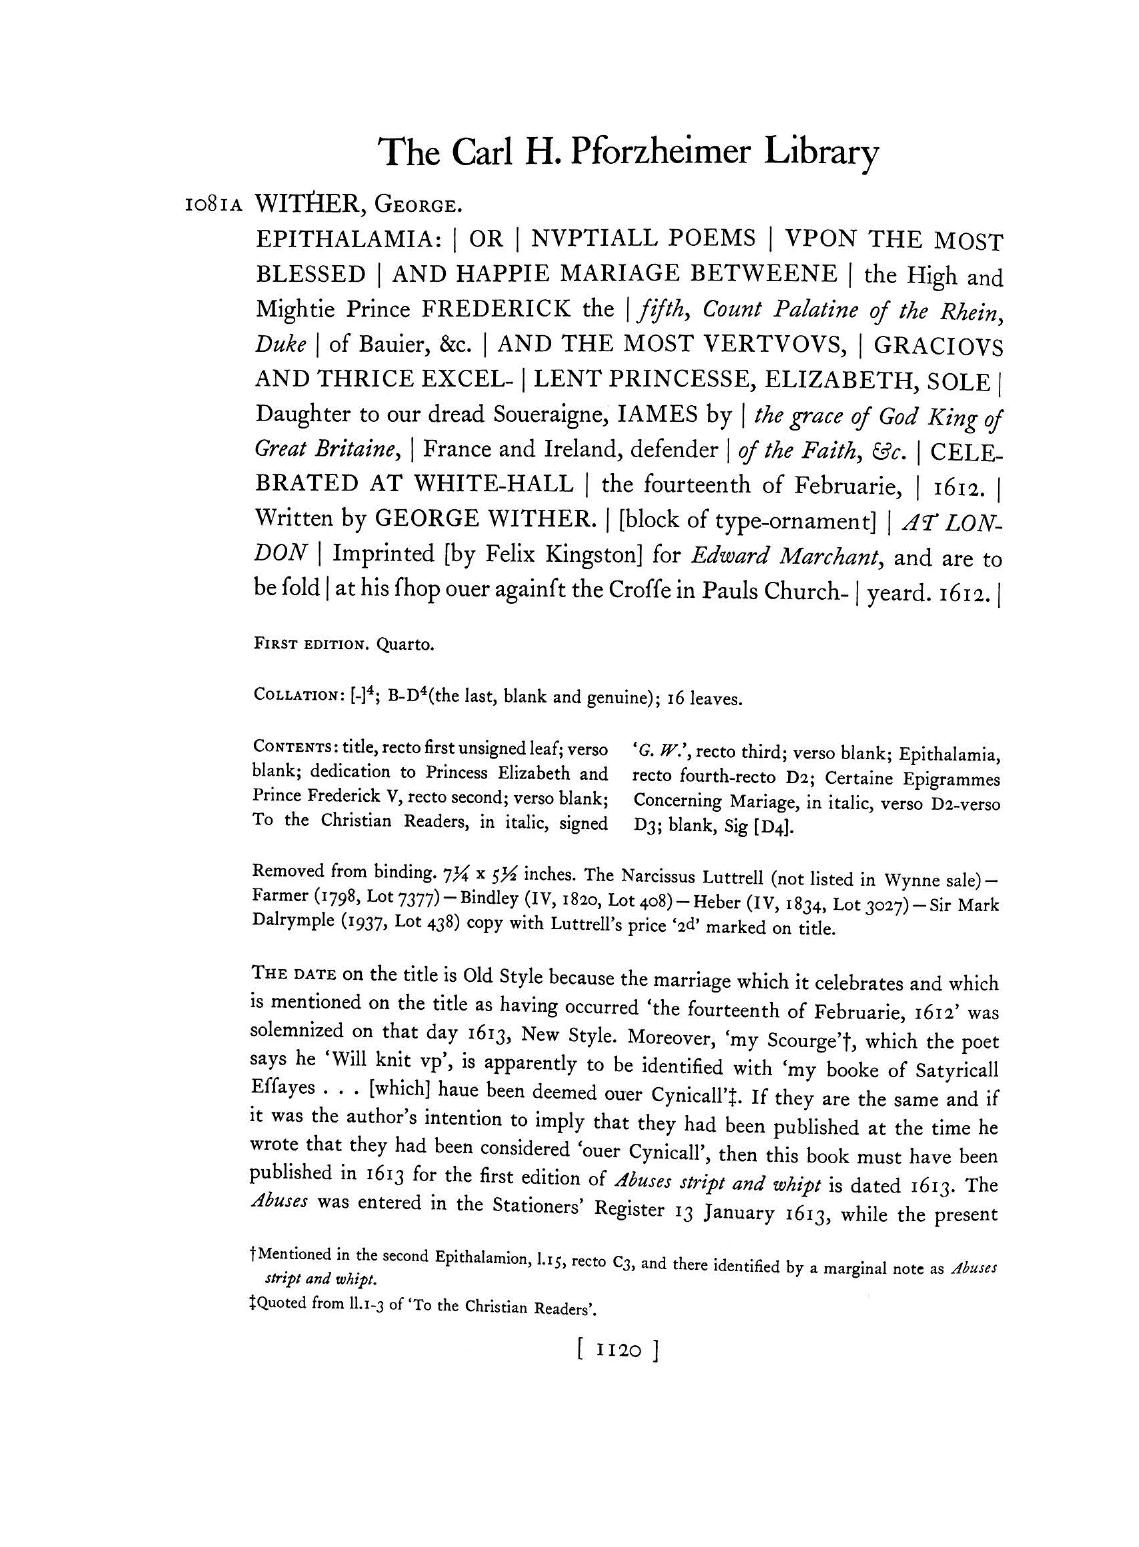 The Carl H. Pforzheimer Library
1081A WITHER, George.
EPITHALAMIA: | OR | NVPTIALL POEMS | VPON THE MOST
BLESSED | AND HAPPIE MARIAGE BETWEENE | the High and
Mightie Prince FREDERICK the | fifth, Count Palatine of the Rhein,
Duke | of Bauier, &c. | AND THE MOST VERTVOVS, | GRACIOVS
AND THRICE EXCEL- | LENT PRINCESSE, ELIZABETH, SOLE |
Daughter to our dread Soueraigne, IAMES by | the grace of God King of
Great Britaine, | France and Ireland, defender | of the Faith, &c. | CELE-
BRATED AT WHITE-HALL | the fourteenth of Februarie, | 1612. |
Written by GEORGE WITHER. | [block of type-ornament] | AT LON-
DON | Imprinted [by Felix Kingston] for Edward Marchant, and are to
be ſold | at his ſhop ouer againſt the Croſſe in Pauls Church- | yeard. 1612. |
First edition. Quarto.
Collation: [-]⁴; B-D⁴(the last, blank and genuine); 16 leaves.
Contents: title, recto first unsigned leaf; verso
blank; dedication to Princess Elizabeth and
Prince Frederick V, recto second; verso blank;
To the Christian Readers, in italic, signed
'G. W.', recto third; verso blank; Epithalamia,
recto fourth-recto D2; Certaine Epigrammes
Concerning Mariage, in italic, verso D2-verso
D3; blank, Sig [D4].
Removed from binding. 7¼ x 5½ inches. The Narcissus Luttrell (not listed in Wynne sale)—
Farmer (1798, Lot 7377)—Bindley (IV, 1820, Lot 408)—Heber (IV, 1834, Lot 3027)—Sir Mark
Dalrymple (1937, Lot 438) copy with Luttrell's price '2d' marked on title.
The date on the title is Old Style because the marriage which it celebrates and which
is mentioned on the title as having occurred 'the fourteenth of Februarie, 1612' was
solemnized on that day 1613, New Style. Moreover, 'my Scourge'†, which the poet
says he 'Will knit vp', is apparently to be identified with 'my booke of Satyricall
Eſſayes . . . [which] haue been deemed ouer Cynicall'‡. If they are the same and if
it was the author's intention to imply that they had been published at the time he
wrote that they had been considered 'ouer Cynicall', then this book must have been
published in 1613 for the first edition of Abuses stript and whipt is dated 1613. The
Abuses was entered in the Stationers' Register 13 January 1613, while the present
†Mentioned in the second Epithalamion, l.15, recto C3, and there identified by a marginal note as Abuses
stript and whipt.
‡Quoted from ll.1-3 of 'To the Christian Readers'.
[ 1120 ]